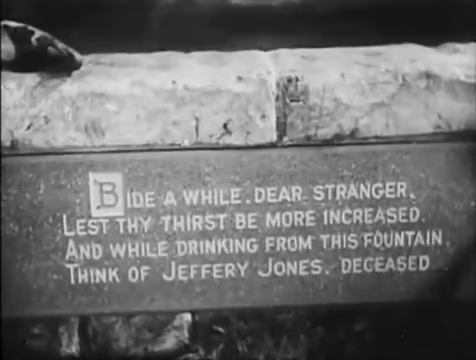 BIDE A WHILE, DEAR STRANGER,
LEST THY THIRST BE MORE INCREASED.
AND WHILE DRINKING FROM THIS FOUNTAIN,
THINK OF JEFFERY JONES. DECEASED